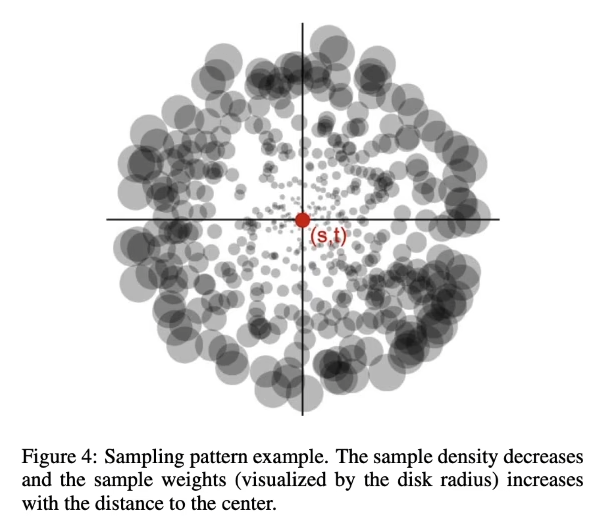 (s,t)
Figure 4: Sampling pattern example. The sample density decreases
and the sample weights (visualized by the disk radius) increases
with the distance to the center.